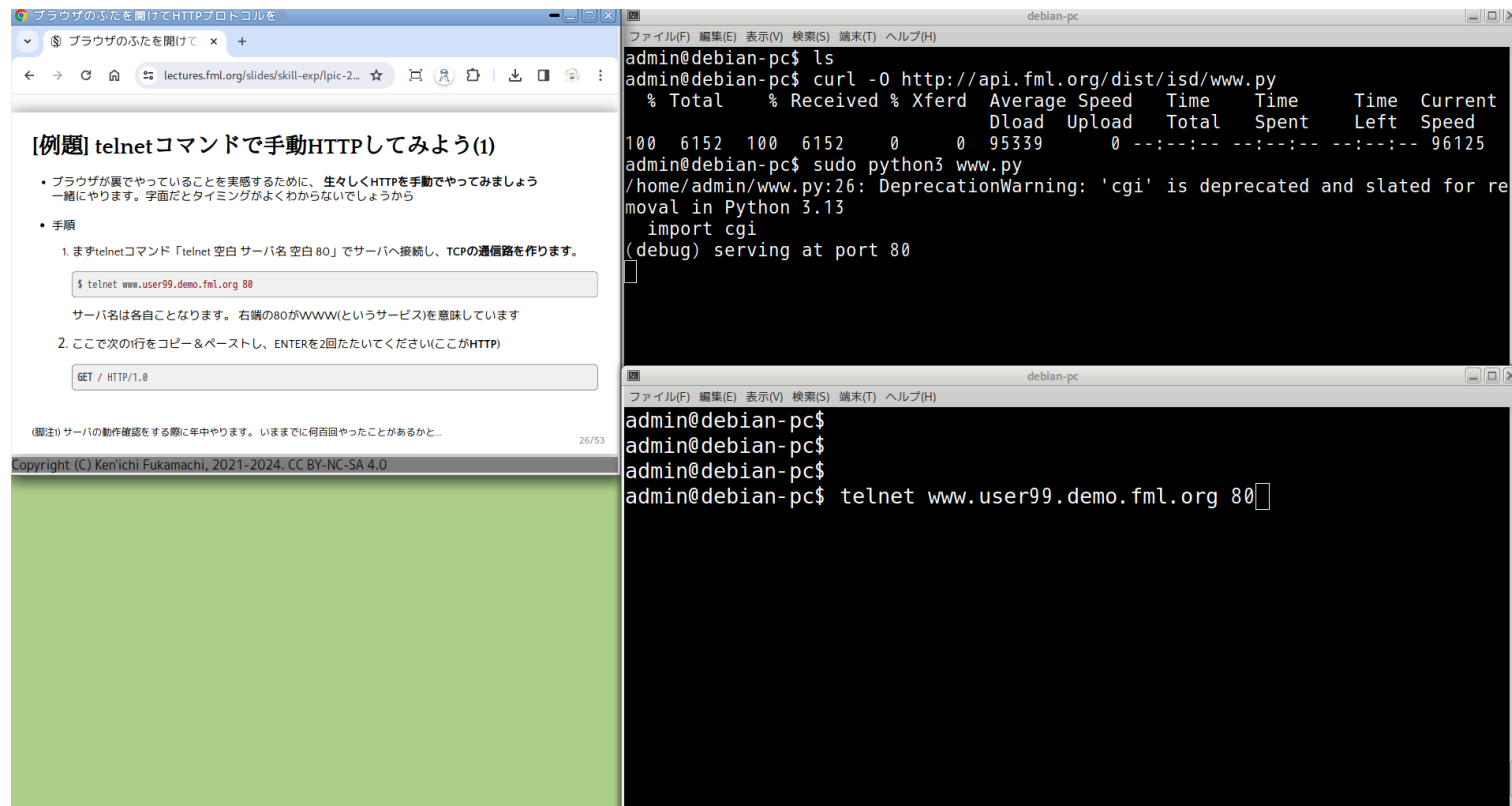 ブラウザのふたを開けてHTTPプロトコルを
ブラウザのふたを開けて
lectures.fml.org/slides/skill-exp/lpic-2...
[例題] telnetコマンドで手動HTTPしてみよう(1)
• ブラウザが裏でやっていることを実感するために、 生々しくHTTPを手動でやってみましょう
一緒にやります。字面だとタイミングがよくわからないでしょうから
• 手順
1. まずtelnetコマンド「telnet 空白 サーバ名 空白 80」でサーバへ接続し、TCPの通信路を作ります。
$ telnet www.user99.demo.fml.org 80
サーバ名は各自ことなります。 右端の80がWWW(というサービス)を意味しています
2. ここで次の1行をコピー＆ペーストし、ENTERを2回たたいてください(ここがHTTP)
GET / HTTP/1.0
(脚注1) サーバの動作確認をする際に年中やります。 いままでに何百回やったことがあるかと...
26/53
Copyright (C) Ken'ichi Fukamachi, 2021-2024. CC BY-NC-SA 4.0
debian-pc
ファイル(F) 編集(E) 表示(V) 検索(S) 端末(T) ヘルプ(H)
admin@debian-pc$ ls
admin@debian-pc$ curl -O http://api.fml.org/dist/isd/www.py
% Total % Received % Xferd Average Speed Time Time Time Current
Dload Upload Total Spent Left Speed
100 6152 100 6152 0 0 95339 0 --:--:-- --:--:-- --:--:-- 96125
admin@debian-pc$ sudo python3 www.py
/home/admin/www.py:26: DeprecationWarning: 'cgi' is deprecated and slated for re
moval in Python 3.13
import cgi
(debug) serving at port 80
debian-pc
ファイル(F) 編集(E) 表示(V) 検索(S) 端末(T) ヘルプ(H)
admin@debian-pc$
admin@debian-pc$
admin@debian-pc$
admin@debian-pc$ telnet www.user99.demo.fml.org 80